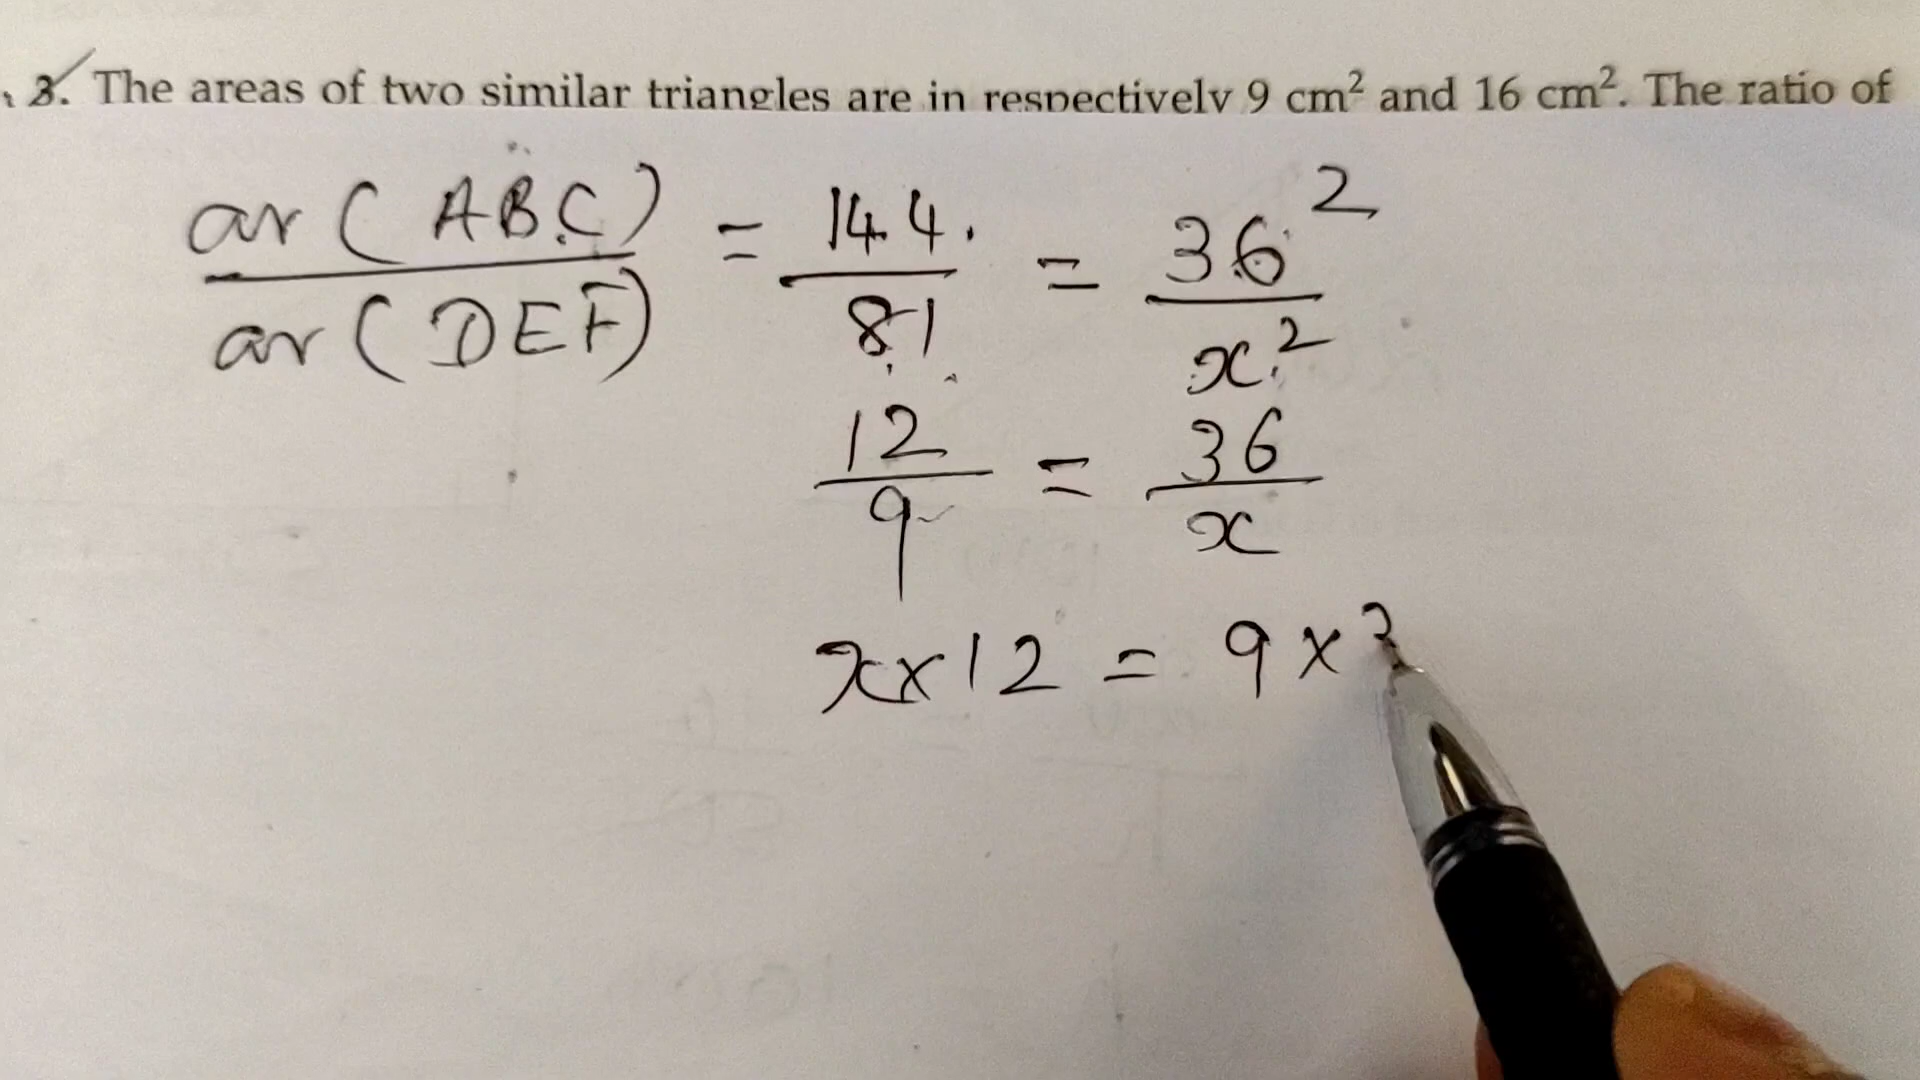 3. The areas of two similar triangles are in respectively 9 cm² and 16 cm². The ratio of
ar(ABC) / ar(DEF) = 144 / 81 = 36² / x²
12 / 9 = 36 / x
x×12 = 9×3